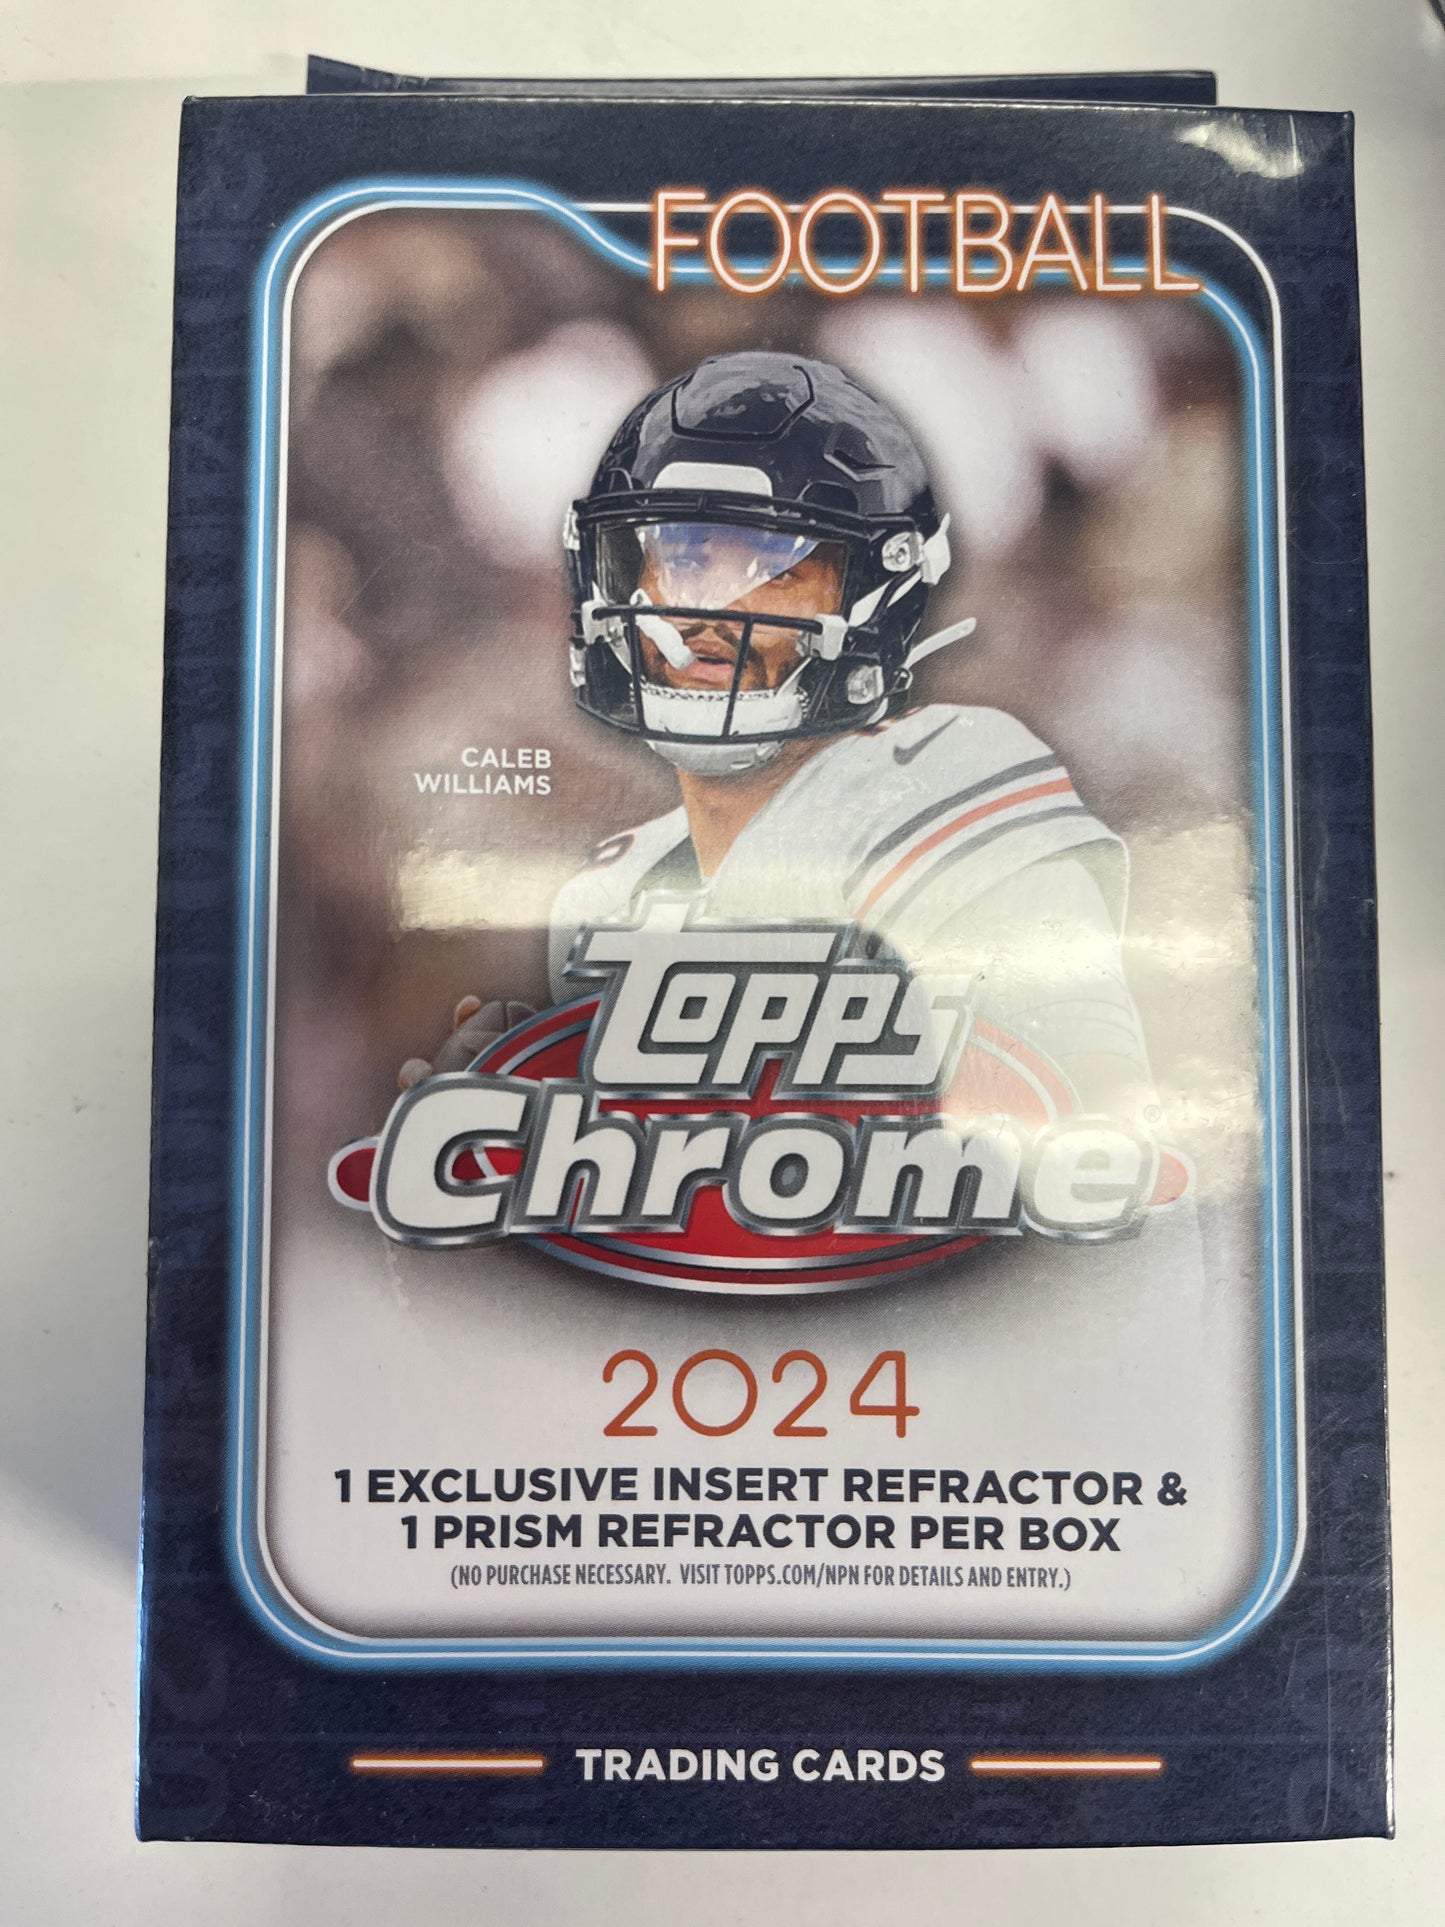 FOOTBALL
CALEB
WILLIAMS
topps
Chrome®
2024
1 EXCLUSIVE INSERT REFRACTOR &
1 PRISM REFRACTOR PER BOX
(NO PURCHASE NECESSARY. VISIT TOPPS.COM/NPN FOR DETAILS AND ENTRY.)
TRADING CARDS